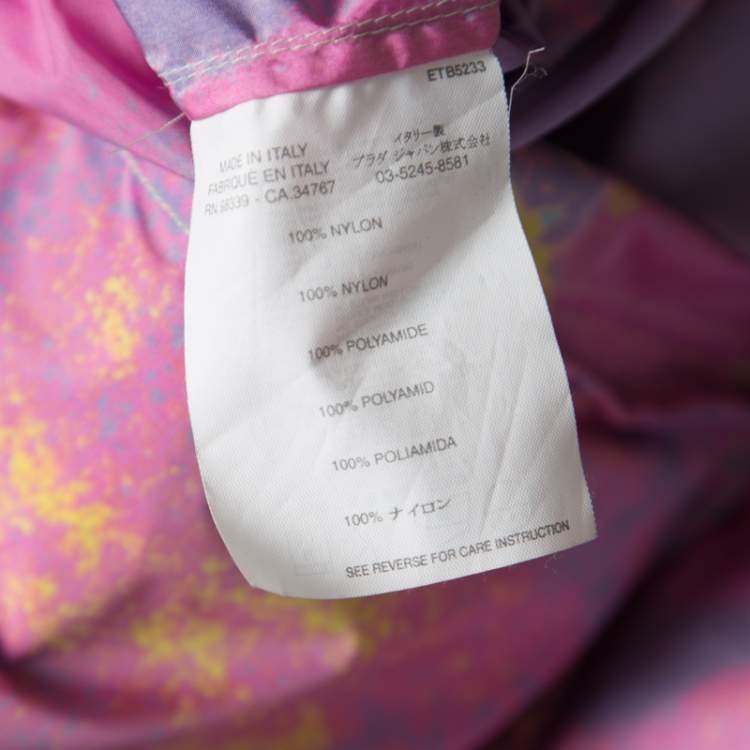 ETB5233
MADE IN ITALY
FABRIQUE EN ITALY
RN.98339 - CA.34767
イタリー製
プラダ ジャパン株式会社
03-5245-8581
100% NYLON
100% NYLON
100% POLYAMIDE
100% POLYAMID
100% POLIAMIDA
100% ナイロン
SEE REVERSE FOR CARE INSTRUCTION